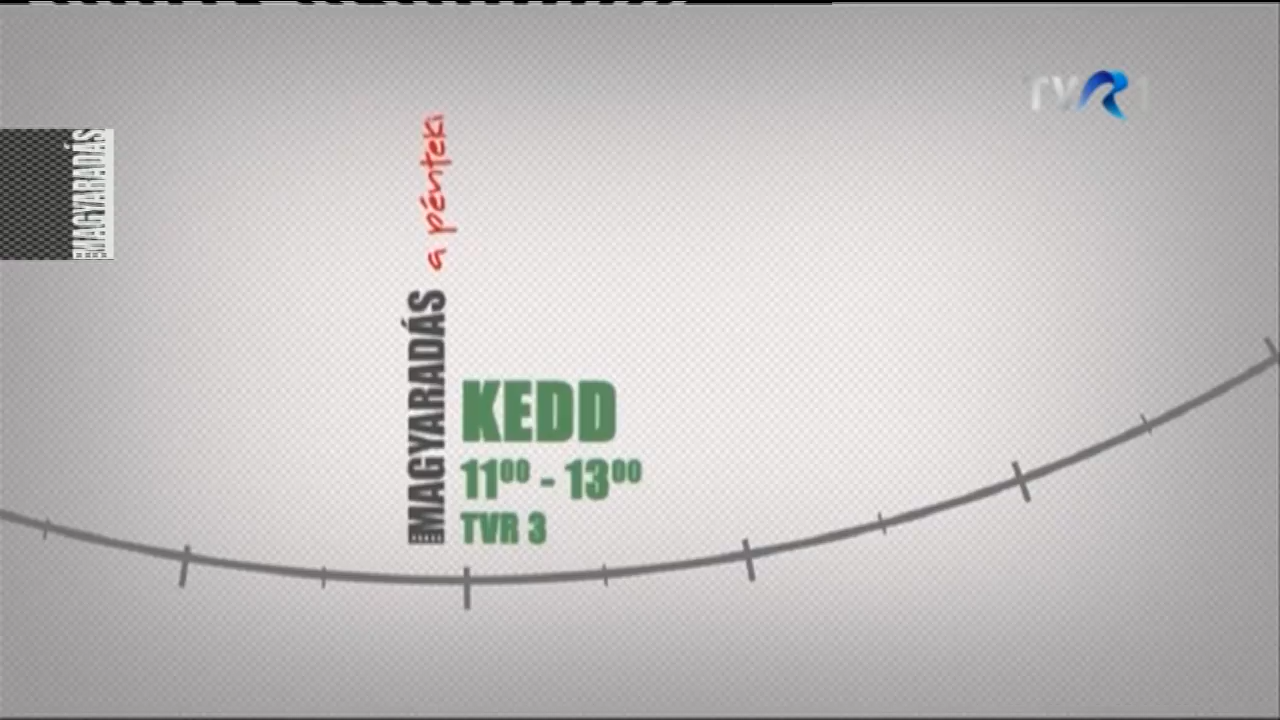 TVR1
MAGYARADÁS
MAGYARADÁS a pénteki
KEDD
11⁰⁰ - 13⁰⁰
TVR 3